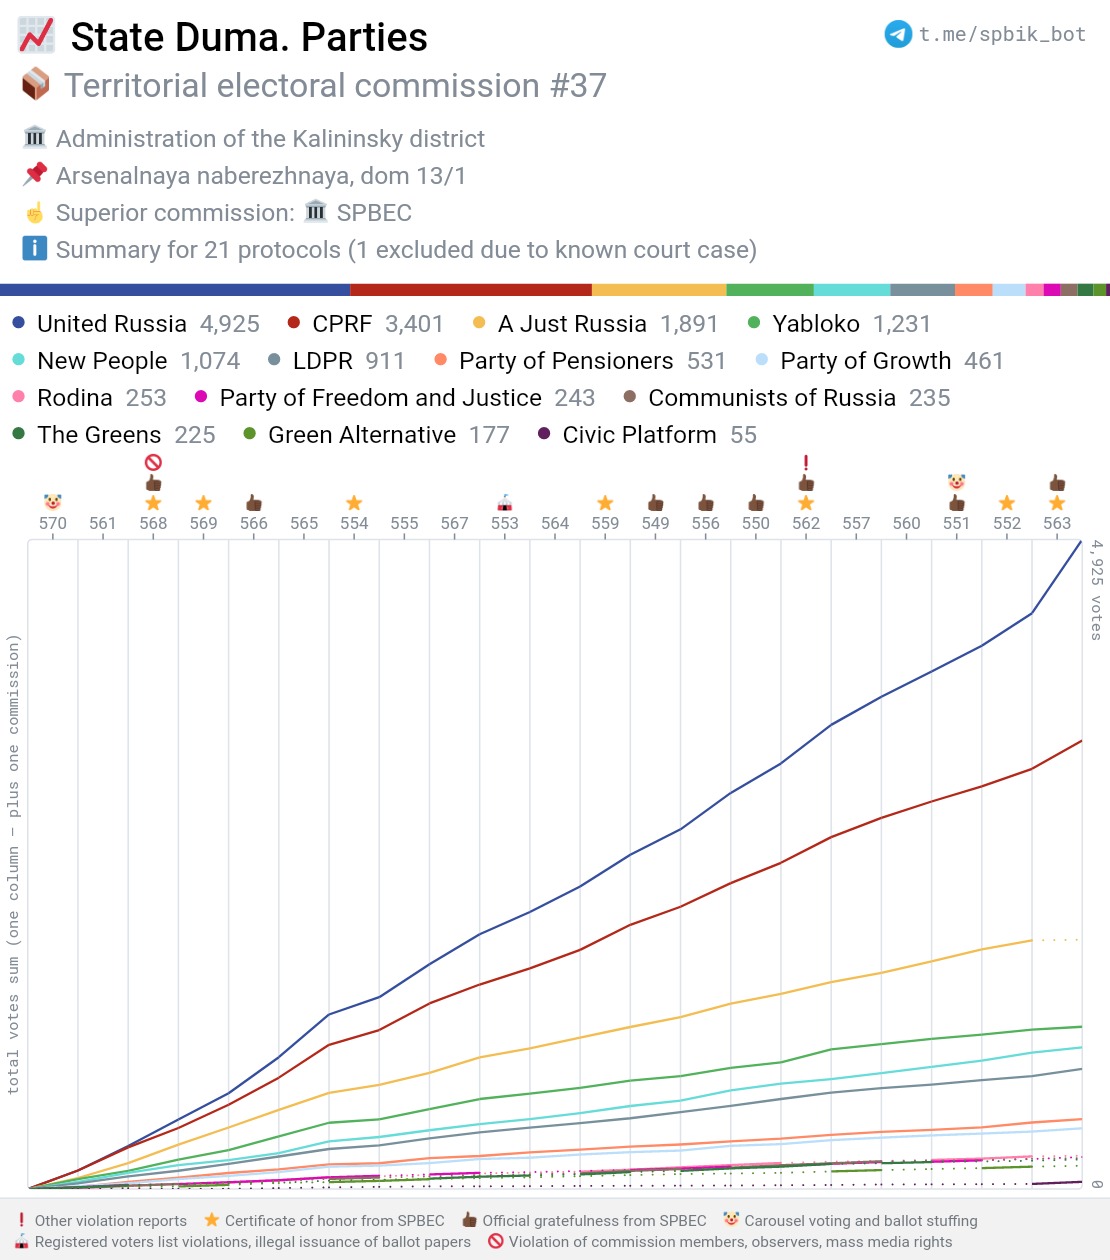 State Duma. Parties
t.me/spbik_bot
Territorial electoral commission #37
Administration of the Kalininsky district
Arsenalnaya naberezhnaya, dom 13/1
Superior commission: SPBEC
Summary for 21 protocols (1 excluded due to known court case)
United Russia 4,925 CPRF 3,401 A Just Russia 1,891 Yabloko 1,231
New People 1,074 LDPR 911 Party of Pensioners 531 Party of Growth 461
Rodina 253 Party of Freedom and Justice 243 Communists of Russia 235
The Greens 225 Green Alternative 177 Civic Platform 55
570 561 568 569 566 565 554 555 567 553 564 559 549 556 550 562 557 560 551 552 563
4,925 votes
total votes sum (one column – plus one commission)
0
Other violation reports Certificate of honor from SPBEC Official gratefulness from SPBEC Carousel voting and ballot stuffing
Registered voters list violations, illegal issuance of ballot papers Violation of commission members, observers, mass media rights